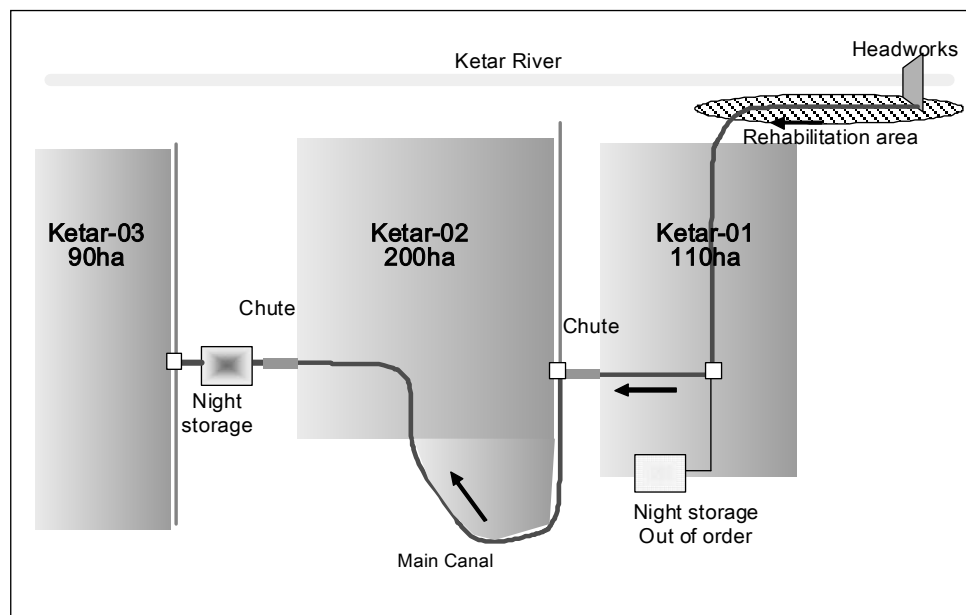 Headworks
Ketar River
Rehabilitation area
Ketar-03
90ha
Ketar-02
200ha
Ketar-01
110ha
Chute
Chute
Night
storage
Night storage
Out of order
Main Canal